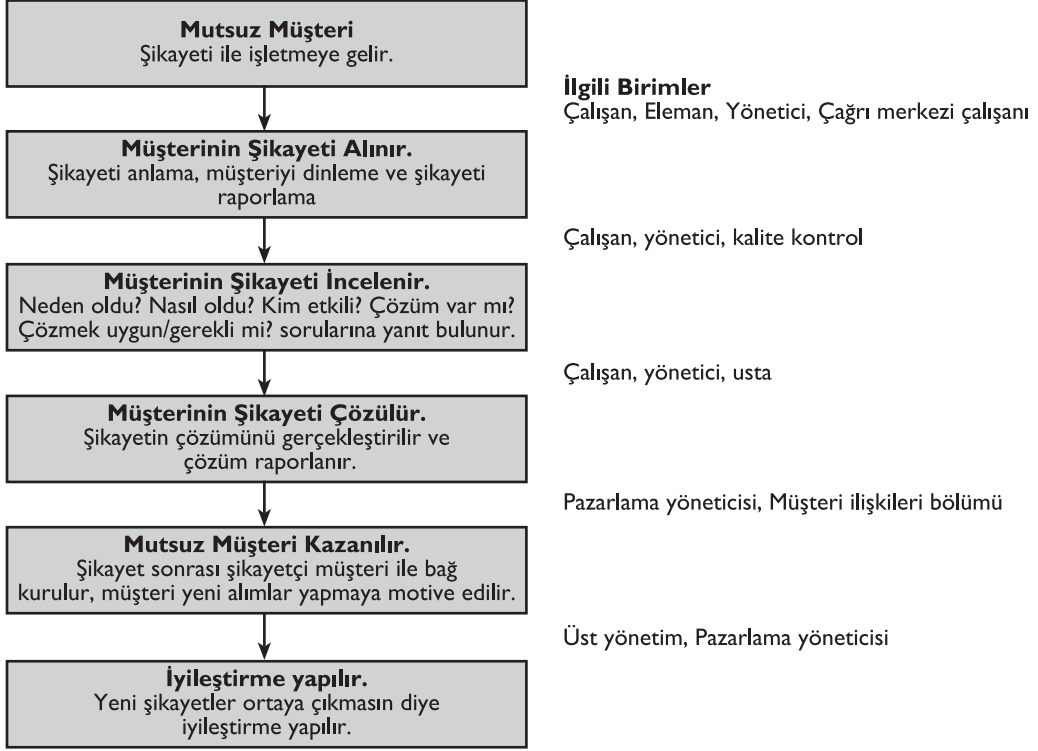 Mutsuz Müşteri
Şikayeti ile işletmeye gelir.
İlgili Birimler
Çalışan, Eleman, Yönetici, Çağrı merkezi çalışanı
Müşterinin Şikayeti Alınır.
Şikayeti anlama, müşteriyi dinleme ve şikayeti
raporlama
Çalışan, yönetici, kalite kontrol
Müşterinin Şikayeti İncelenir.
Neden oldu? Nasıl oldu? Kim etkili? Çözüm var mı?
Çözmek uygun/gerekli mi? sorularına yanıt bulunur.
Çalışan, yönetici, usta
Müşterinin Şikayeti Çözülür.
Şikayetin çözümünü gerçekleştirilir ve
çözüm raporlanır.
Pazarlama yöneticisi, Müşteri ilişkileri bölümü
Mutsuz Müşteri Kazanılır.
Şikayet sonrası şikayetçi müşteri ile bağ
kurulur, müşteri yeni alımlar yapmaya motive edilir.
Üst yönetim, Pazarlama yöneticisi
İyileştirme yapılır.
Yeni şikayetler ortaya çıkmasın diye
iyileştirme yapılır.